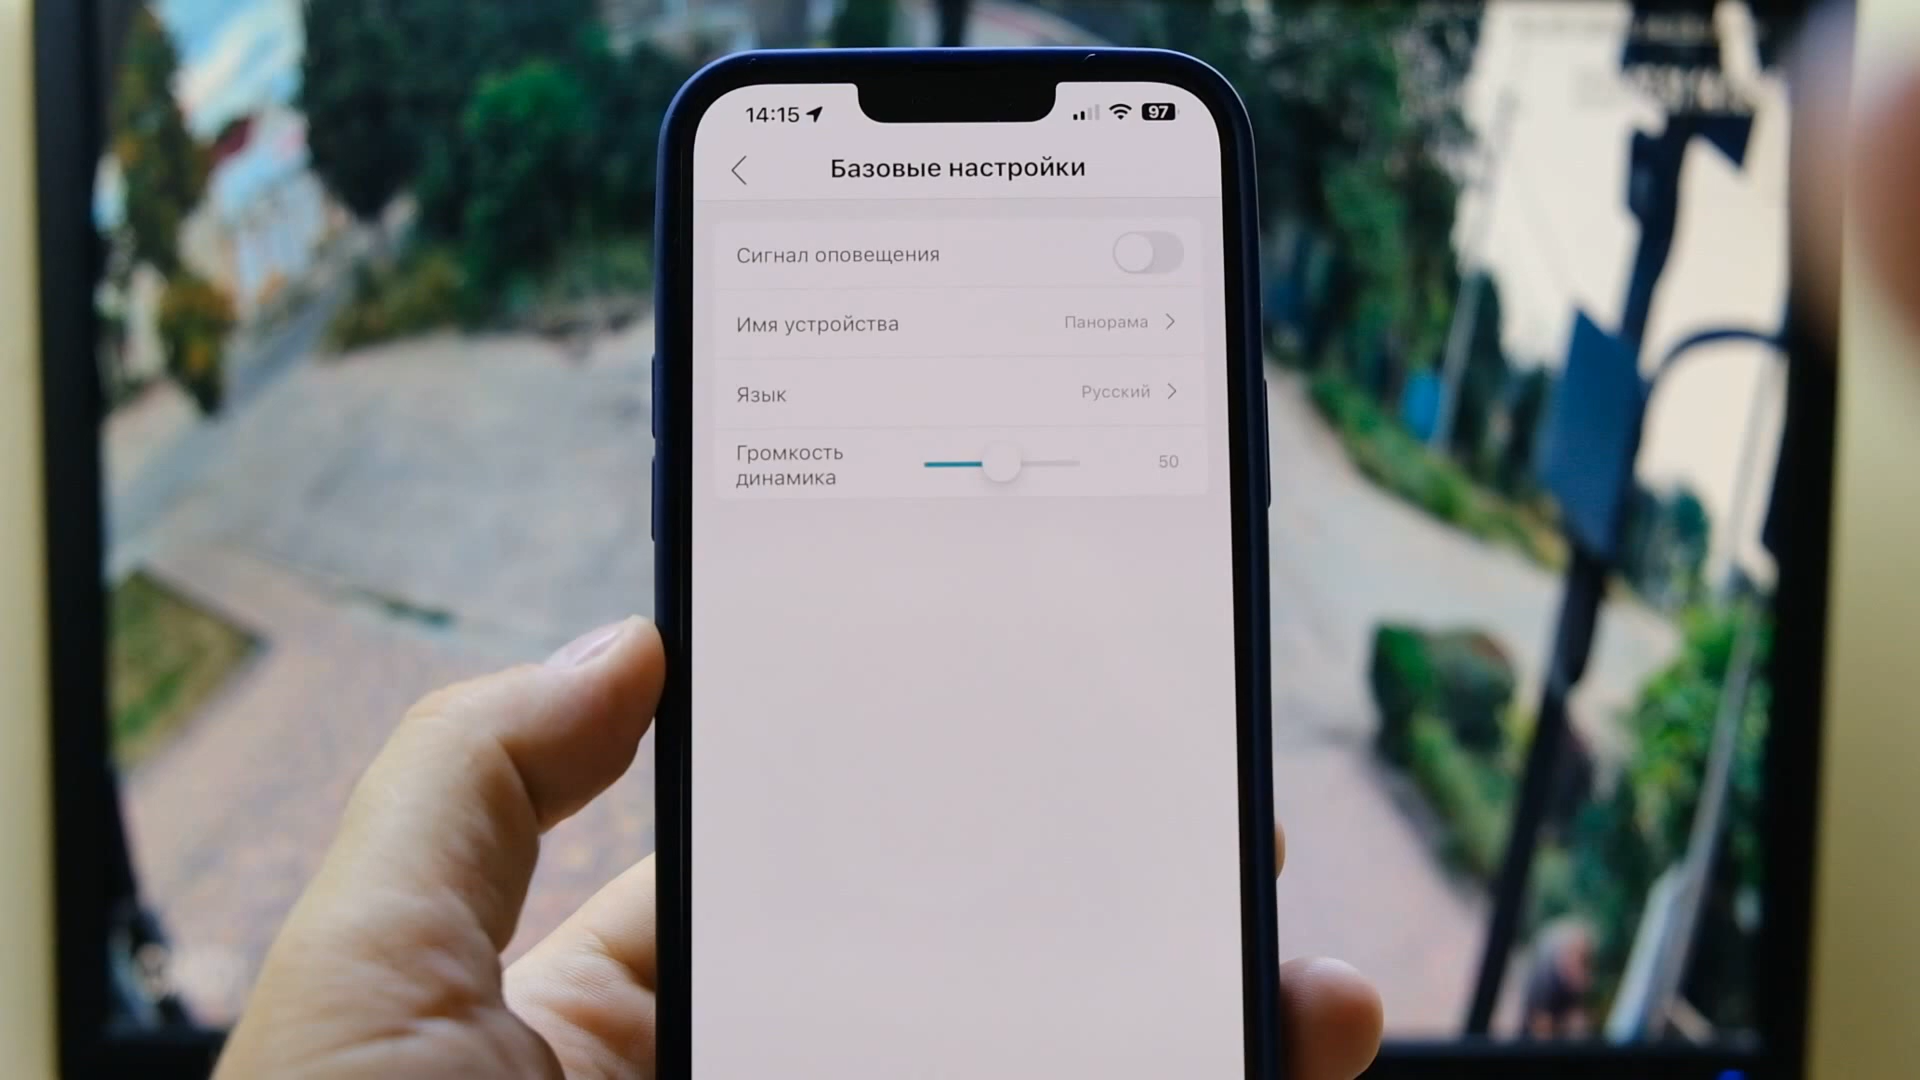 14:15 97
Базовые настройки
Сигнал оповещения
Имя устройства Панорама
Язык Русский
Громкость
динамика 50